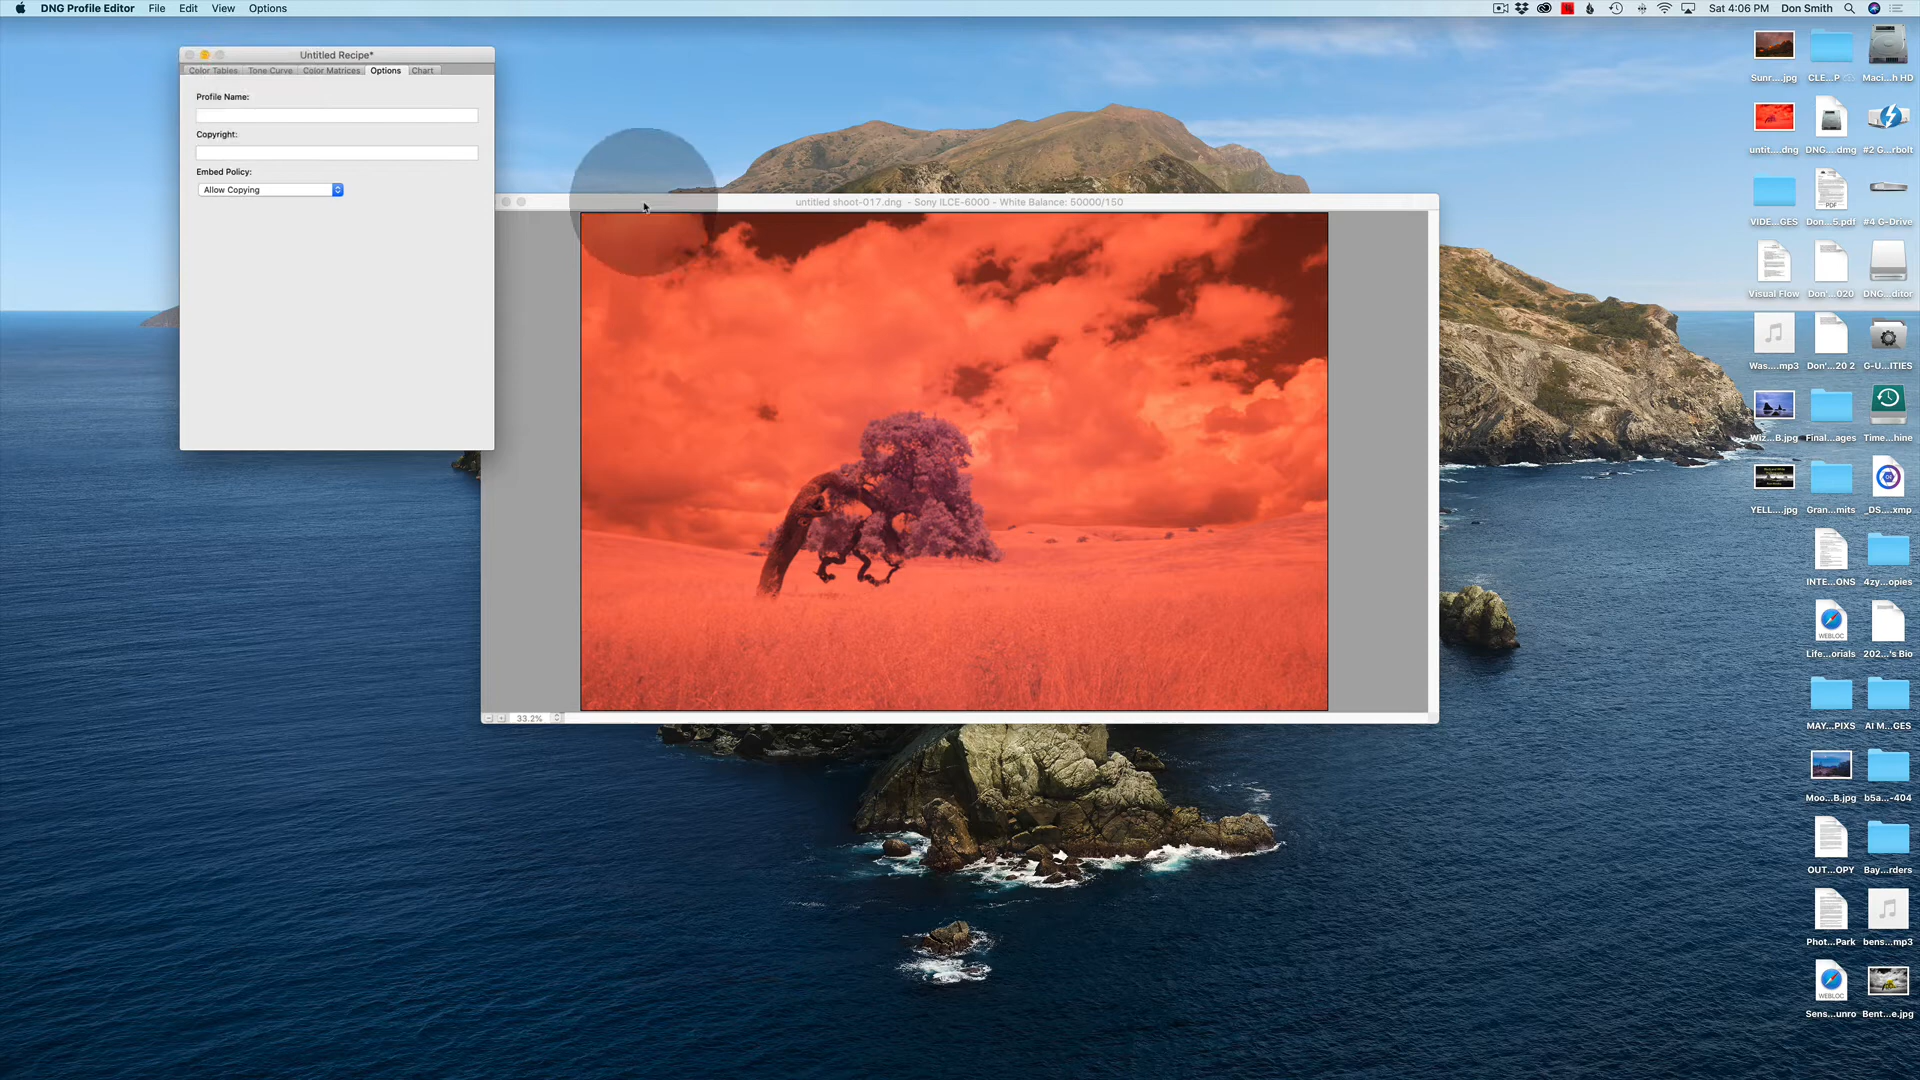 DNG Profile Editor File Edit View Options
Sat 4:06 PM Don Smith
Untitled Recipe*
Color Tables Tone Curve Color Matrices Options Chart
Profile Name:
Copyright:
Embed Policy:
Allow Copying
untitled shoot-017.dng - Sony ILCE-6000 - White Balance: 50000/150
33.2%
Sunr....jpg CLE...P Maci...h HD
untit....dng DNG....dmg #2 G...rbolt
VIDE...GES Don'...5.pdf #4 G-Drive
PDF
Visual Flow Don'...020 DNG...ditor
Was....mp3 Don'...20 2 G-U...ITIES
Wiz...B.jpg Final...ages Time...hine
YELL....jpg Gran...mits _DS....xmp
INTE...ONS 4zy...opies
WEBLOC
Life...orials 202...'s Bio
MAY...PIXS AI M...GES
Moo...B.jpg b5a...-404
OUT...OPY Bay...rders
Phot...Park bens...mp3
WEBLOC
Sens...unro Bent...e.jpg